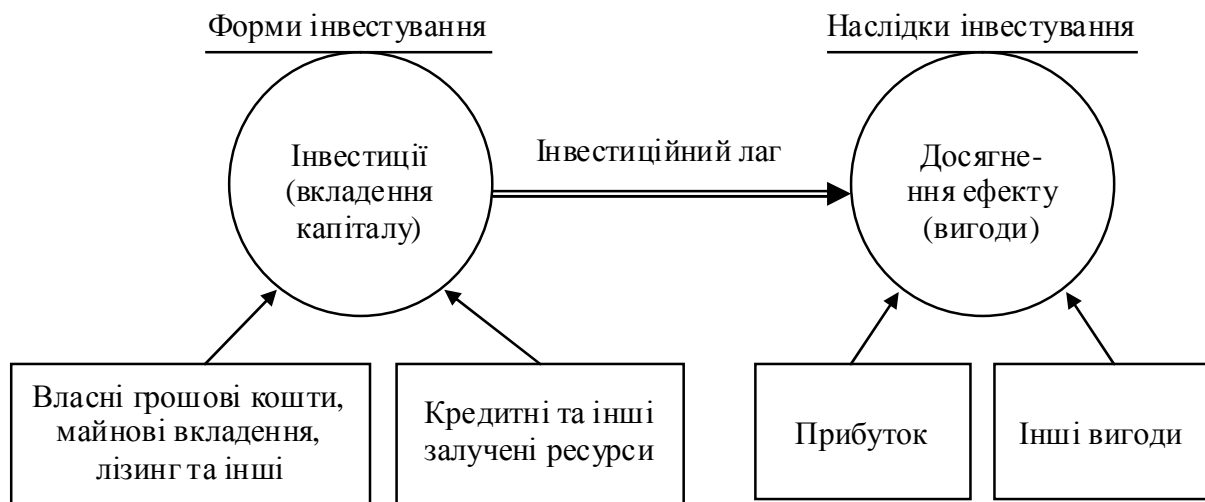 Форми інвестування
Наслідки інвестування
Інвестиції
(вкладення
капіталу)
Інвестиційний лаг
Досягне-
ння ефекту
(вигоди)
Власні грошові кошти,
майнові вкладення,
лізинг та інші
Кредитні та інші
залучені ресурси
Прибуток
Інші вигоди